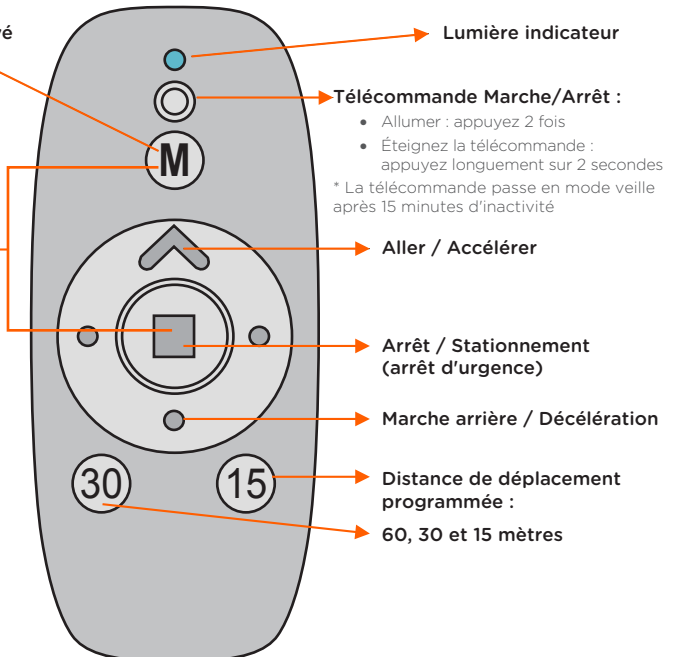 Lumière indicateur
Télécommande Marche/Arrêt :
• Allumer : appuyez 2 fois
• Éteignez la télécommande :
appuyez longuement sur 2 secondes
* La télécommande passe en mode veille
après 15 minutes d'inactivité
M
Aller / Accélérer
Arrêt / Stationnement
(arrêt d'urgence)
Marche arrière / Décélération
30
15
Distance de déplacement
programmée :
60, 30 et 15 mètres